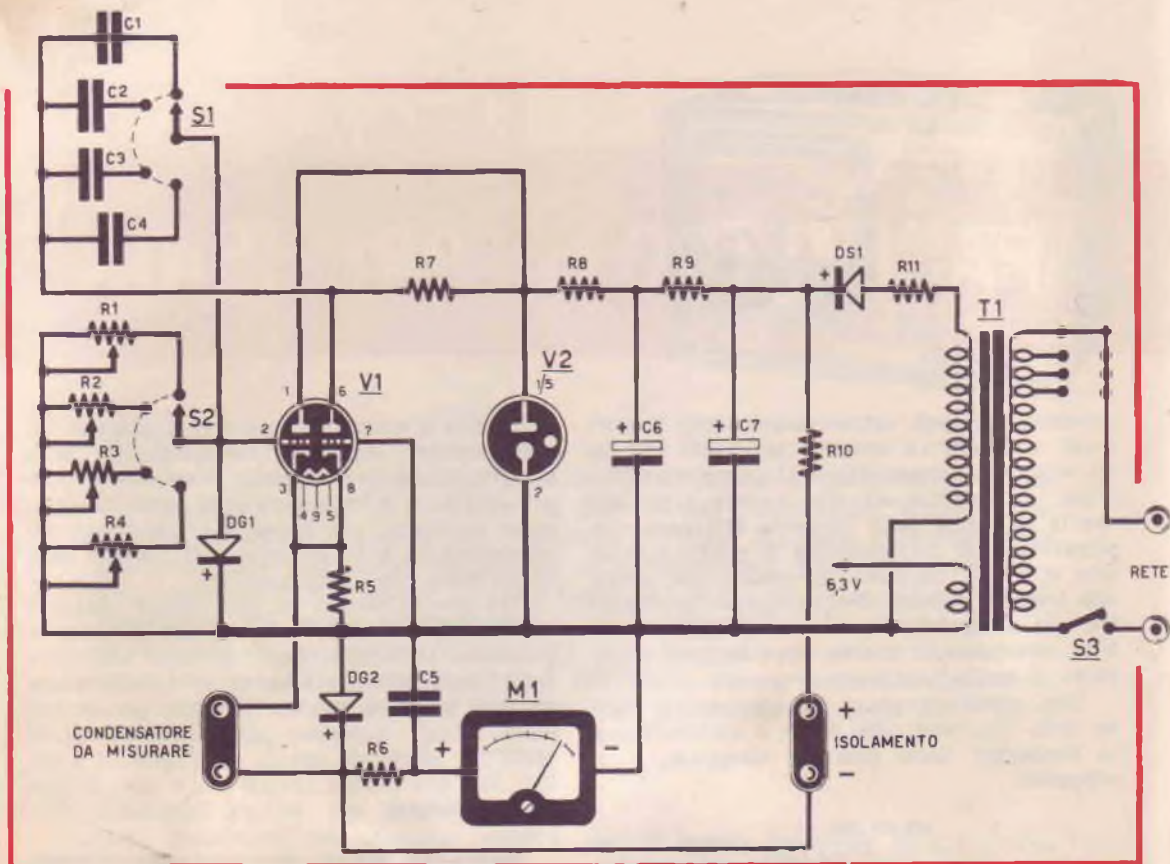 C1
C2
S1
C3
C4
R7
R8
R9
DS1
R11
T1
R1
R2
S2
R3
R4
1
6
V1
2
7
3
4
9
5
8
V2
1/5
2
+
C6
+
C7
+
R10
6,3 V
RETE
S3
DG1
+
R5
DG2
+
C5
R6
M1
+
-
CONDENSATORE
DA MISURARE
+
ISOLAMENTO
-